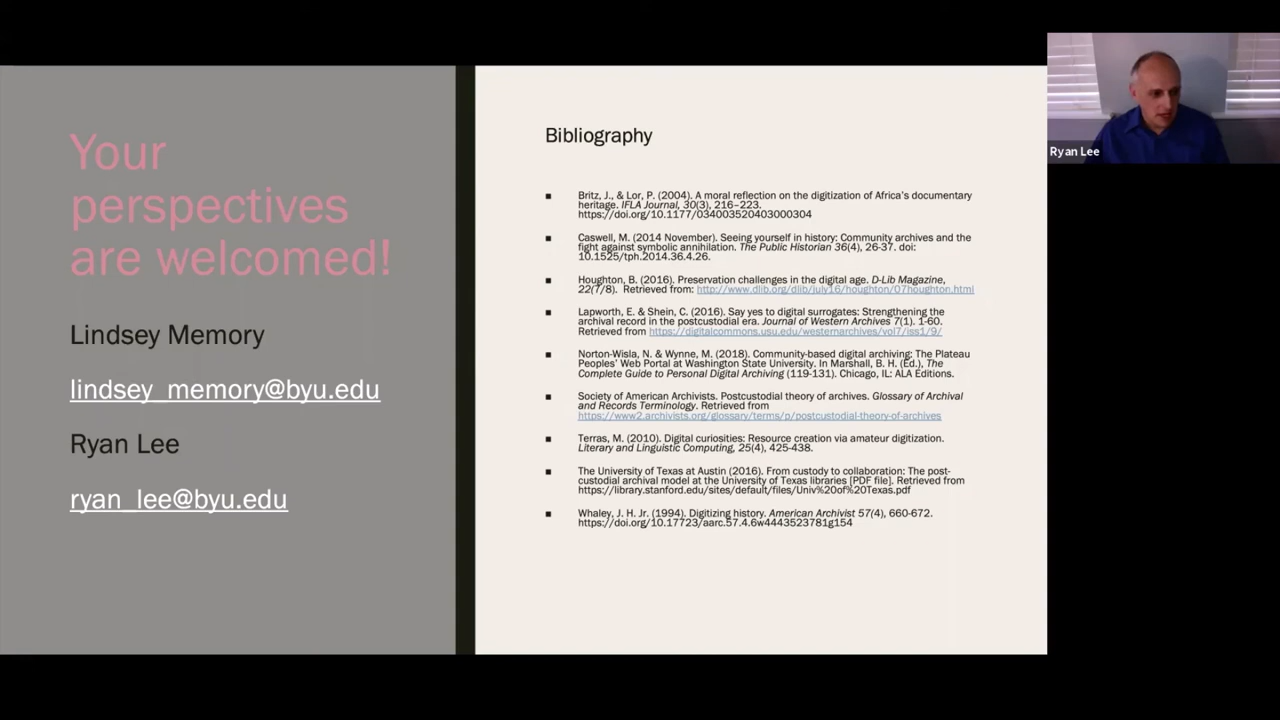 Your
perspectives
are welcomed!
Lindsey Memory
lindsey_memory@byu.edu
Ryan Lee
ryan_lee@byu.edu
Bibliography
■ Britz, J., & Lor, P. (2004). A moral reflection on the digitization of Africa's documentary
heritage. IFLA Journal, 30(3), 216–223.
https://doi.org/10.1177/034003520403000304
■ Caswell, M. (2014 November). Seeing yourself in history: Community archives and the
fight against symbolic annihilation. The Public Historian 36(4), 26-37. doi:
10.1525/tph.2014.36.4.26.
■ Houghton, B. (2016). Preservation challenges in the digital age. D-Lib Magazine,
22(7/8). Retrieved from: http://www.dlib.org/dlib/july16/houghton/07houghton.html
■ Lapworth, E. & Shein, C. (2016). Say yes to digital surrogates: Strengthening the
archival record in the postcustodial era. Journal of Western Archives 7(1). 1-60.
Retrieved from https://digitalcommons.usu.edu/westernarchives/vol7/iss1/9/
■ Norton-Wisla, N. & Wynne, M. (2018). Community-based digital archiving: The Plateau
Peoples' Web Portal at Washington State University. In Marshall, B. H. (Ed.), The
Complete Guide to Personal Digital Archiving (119-131). Chicago, IL: ALA Editions.
■ Society of American Archivists. Postcustodial theory of archives. Glossary of Archival
and Records Terminology. Retrieved from
https://www2.archivists.org/glossary/terms/p/postcustodial-theory-of-archives
■ Terras, M. (2010). Digital curiosities: Resource creation via amateur digitization.
Literary and Linguistic Computing, 25(4), 425-438.
■ The University of Texas at Austin (2016). From custody to collaboration: The post-
custodial archival model at the University of Texas libraries [PDF file]. Retrieved from
https://library.stanford.edu/sites/default/files/Univ%20of%20Texas.pdf
■ Whaley, J. H. Jr. (1994). Digitizing history. American Archivist 57(4), 660-672.
https://doi.org/10.17723/aarc.57.4.6w4443523781g154
Ryan Lee